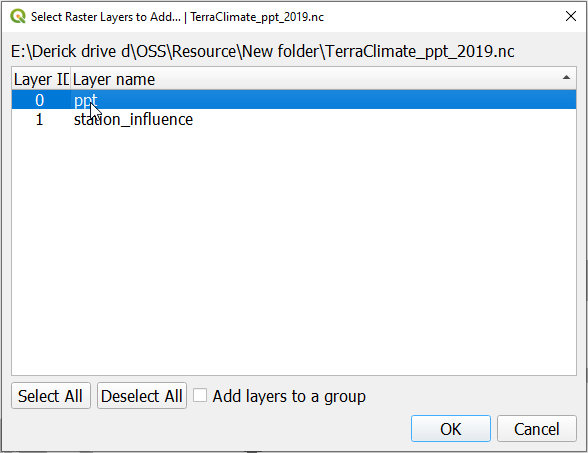 Select Raster Layers to Add... | TerraClimate_ppt_2019.nc
E:\Derick drive d\OSS\Resource\New folder\TerraClimate_ppt_2019.nc
Layer ID Layer name
0 ppt
1 station_influence
Select All Deselect All Add layers to a group
OK Cancel